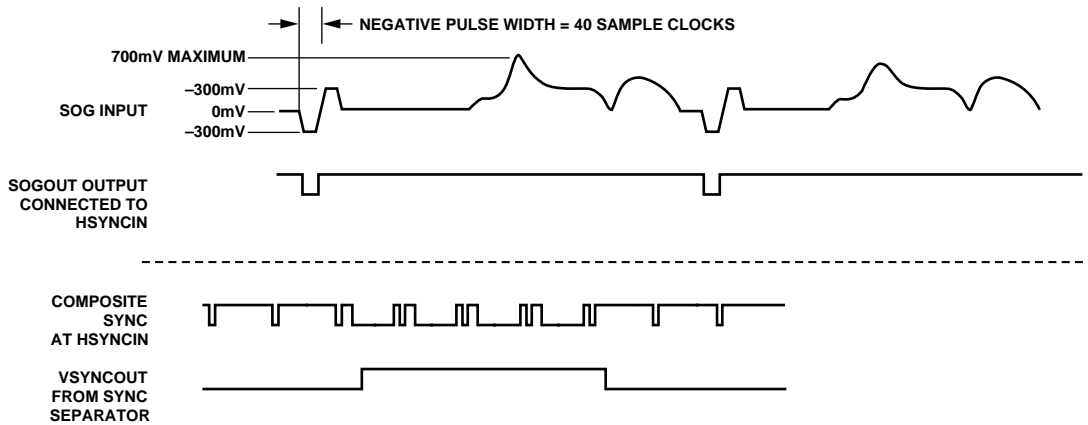 NEGATIVE PULSE WIDTH = 40 SAMPLE CLOCKS
700mV MAXIMUM
–300mV
SOG INPUT
0mV
–300mV
SOGOUT OUTPUT
CONNECTED TO
HSYNCIN
COMPOSITE
SYNC
AT HSYNCIN
VSYNCOUT
FROM SYNC
SEPARATOR